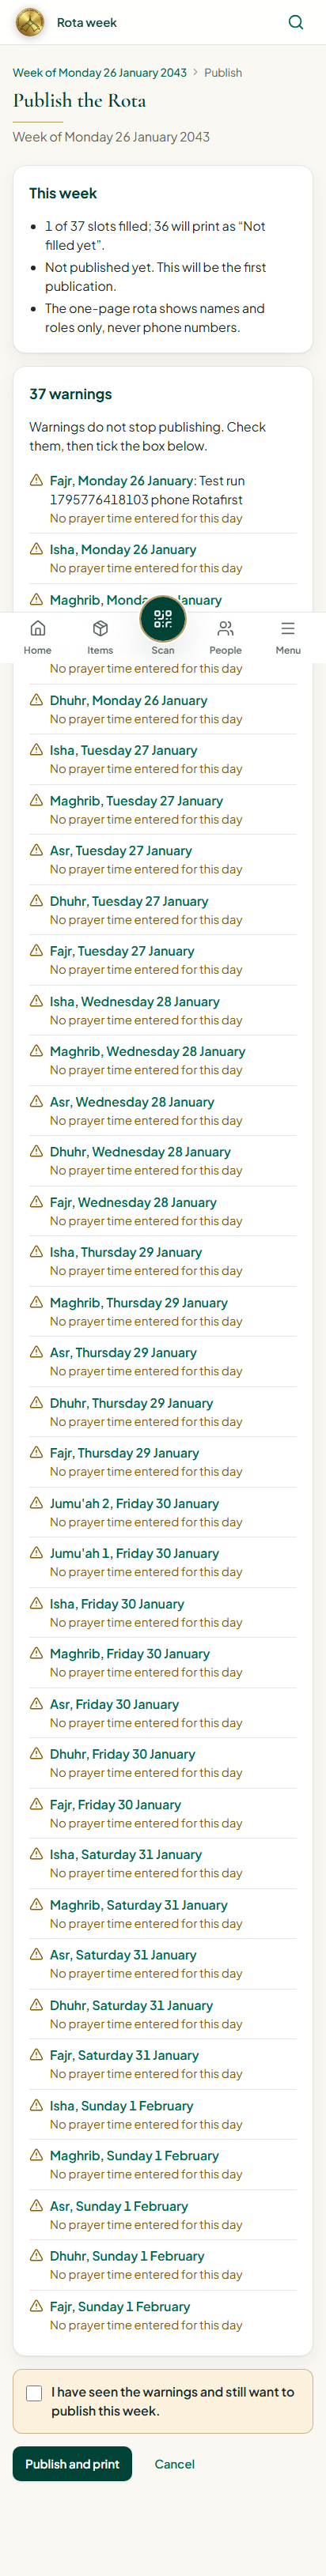 Rota week
Week of Monday 26 January 2043 > Publish
Publish the Rota
Week of Monday 26 January 2043
This week
• 1 of 37 slots filled; 36 will print as “Not
filled yet”.
• Not published yet. This will be the first
publication.
• The one-page rota shows names and
roles only, never phone numbers.
37 warnings
Warnings do not stop publishing. Check
them, then tick the box below.
Fajr, Monday 26 January: Test run
1795776418103 phone Rotafirst
No prayer time entered for this day
Isha, Monday 26 January
No prayer time entered for this day
Home
Items
Scan
People
Menu
No prayer time entered for this day
Dhuhr, Monday 26 January
No prayer time entered for this day
Isha, Tuesday 27 January
No prayer time entered for this day
Maghrib, Tuesday 27 January
No prayer time entered for this day
Asr, Tuesday 27 January
No prayer time entered for this day
Dhuhr, Tuesday 27 January
No prayer time entered for this day
Fajr, Tuesday 27 January
No prayer time entered for this day
Isha, Wednesday 28 January
No prayer time entered for this day
Maghrib, Wednesday 28 January
No prayer time entered for this day
Asr, Wednesday 28 January
No prayer time entered for this day
Dhuhr, Wednesday 28 January
No prayer time entered for this day
Fajr, Wednesday 28 January
No prayer time entered for this day
Isha, Thursday 29 January
No prayer time entered for this day
Maghrib, Thursday 29 January
No prayer time entered for this day
Asr, Thursday 29 January
No prayer time entered for this day
Dhuhr, Thursday 29 January
No prayer time entered for this day
Fajr, Thursday 29 January
No prayer time entered for this day
Jumu'ah 2, Friday 30 January
No prayer time entered for this day
Jumu'ah 1, Friday 30 January
No prayer time entered for this day
Isha, Friday 30 January
No prayer time entered for this day
Maghrib, Friday 30 January
No prayer time entered for this day
Asr, Friday 30 January
No prayer time entered for this day
Dhuhr, Friday 30 January
No prayer time entered for this day
Fajr, Friday 30 January
No prayer time entered for this day
Isha, Saturday 31 January
No prayer time entered for this day
Maghrib, Saturday 31 January
No prayer time entered for this day
Asr, Saturday 31 January
No prayer time entered for this day
Dhuhr, Saturday 31 January
No prayer time entered for this day
Fajr, Saturday 31 January
No prayer time entered for this day
Isha, Sunday 1 February
No prayer time entered for this day
Maghrib, Sunday 1 February
No prayer time entered for this day
Asr, Sunday 1 February
No prayer time entered for this day
Dhuhr, Sunday 1 February
No prayer time entered for this day
Fajr, Sunday 1 February
No prayer time entered for this day
I have seen the warnings and still want to
publish this week.
Publish and print
Cancel